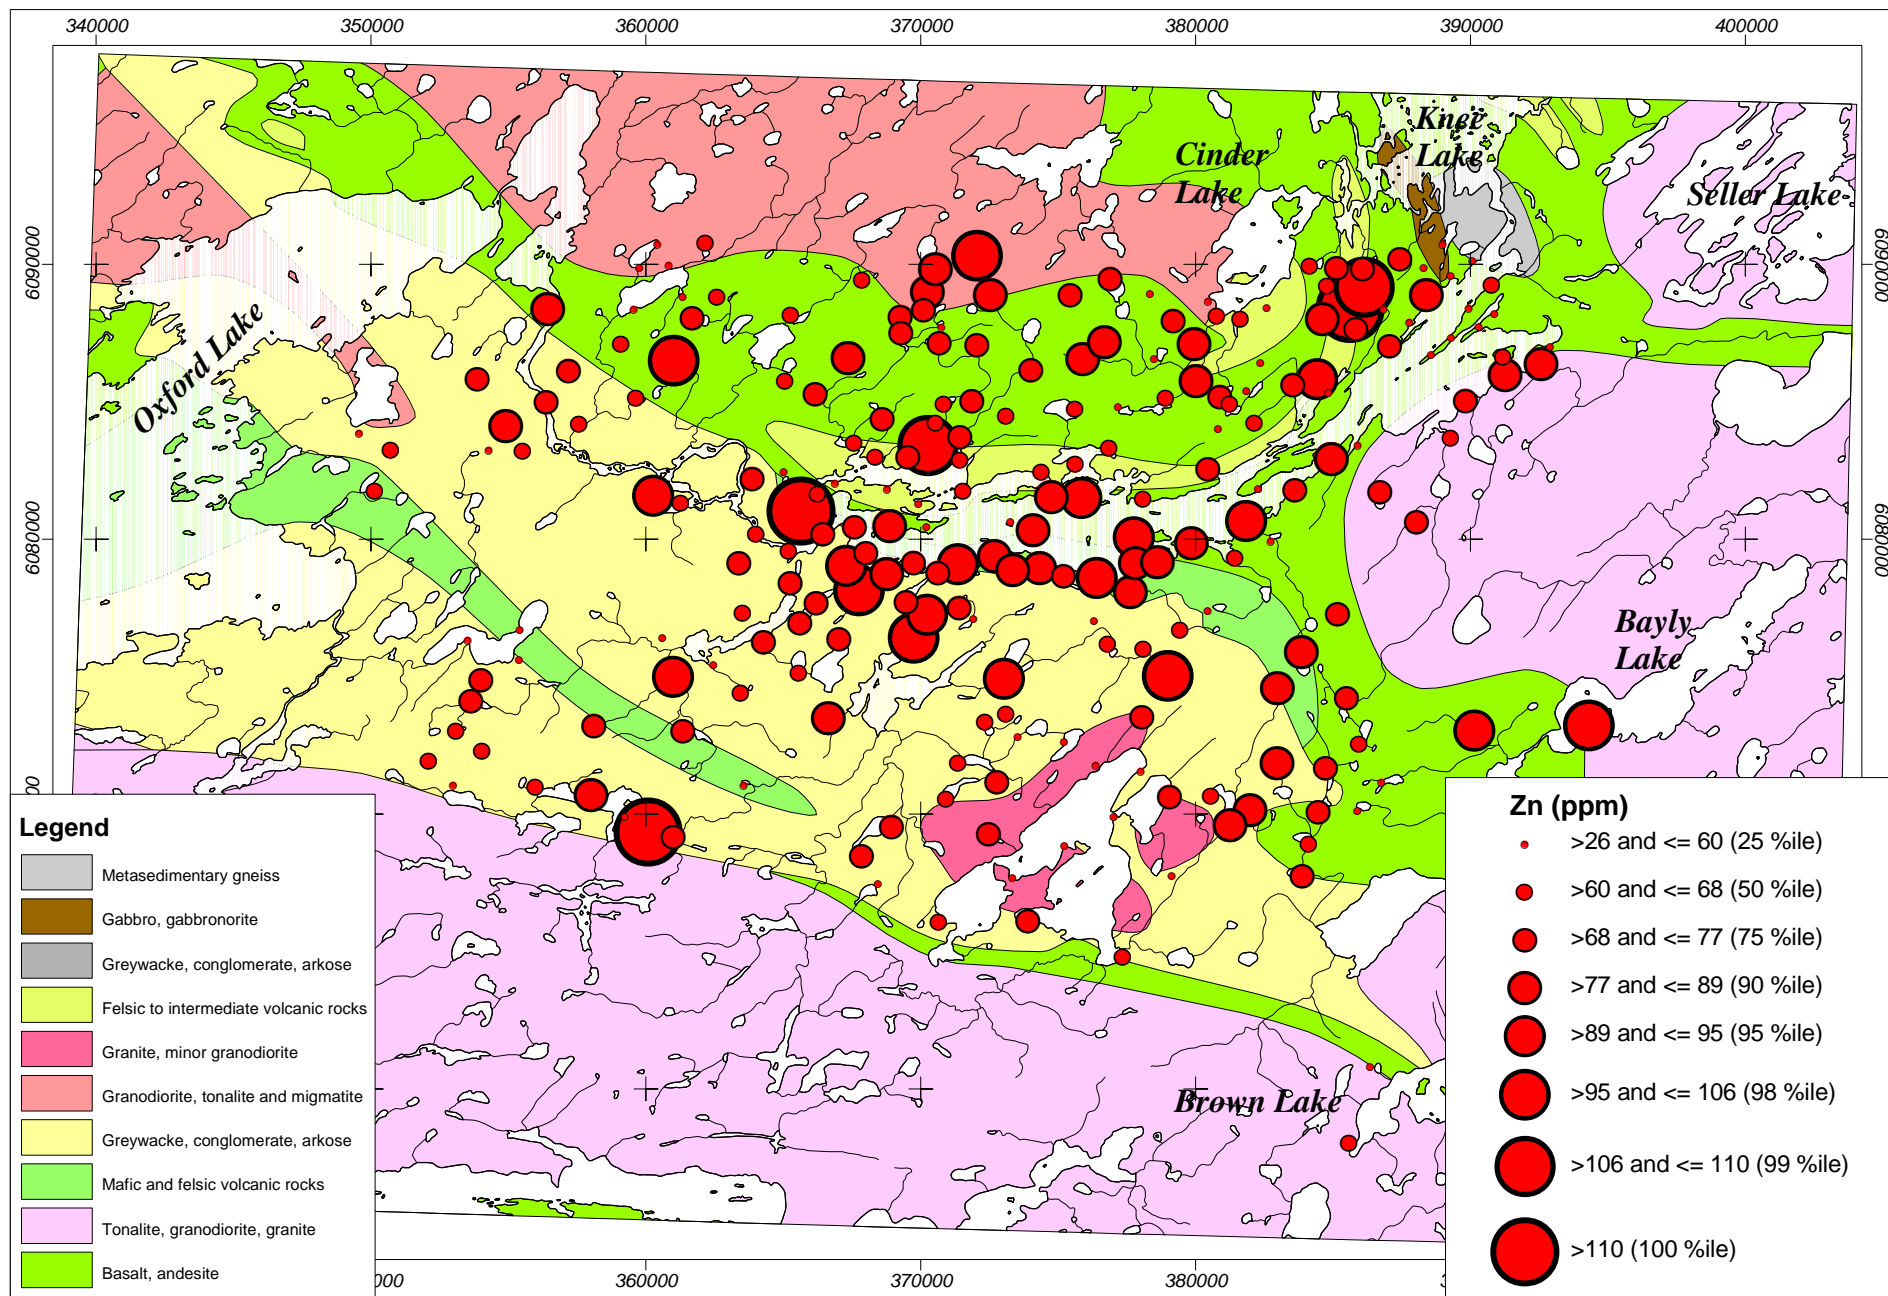 340000 350000 360000 370000 380000 390000 400000
Knee
Lake
Cinder
Lake
Seller Lake
6090000 6090000
Oxford Lake
6080000 6080000
Bayly
Lake
Brown Lake
Legend
Metasedimentary gneiss
Gabbro, gabbronorite
Greywacke, conglomerate, arkose
Felsic to intermediate volcanic rocks
Granite, minor granodiorite
Granodiorite, tonalite and migmatite
Greywacke, conglomerate, arkose
Mafic and felsic volcanic rocks
Tonalite, granodiorite, granite
Basalt, andesite
Zn (ppm)
>26 and <= 60 (25 %ile)
>60 and <= 68 (50 %ile)
>68 and <= 77 (75 %ile)
>77 and <= 89 (90 %ile)
>89 and <= 95 (95 %ile)
>95 and <= 106 (98 %ile)
>106 and <= 110 (99 %ile)
>110 (100 %ile)
360000 370000 380000